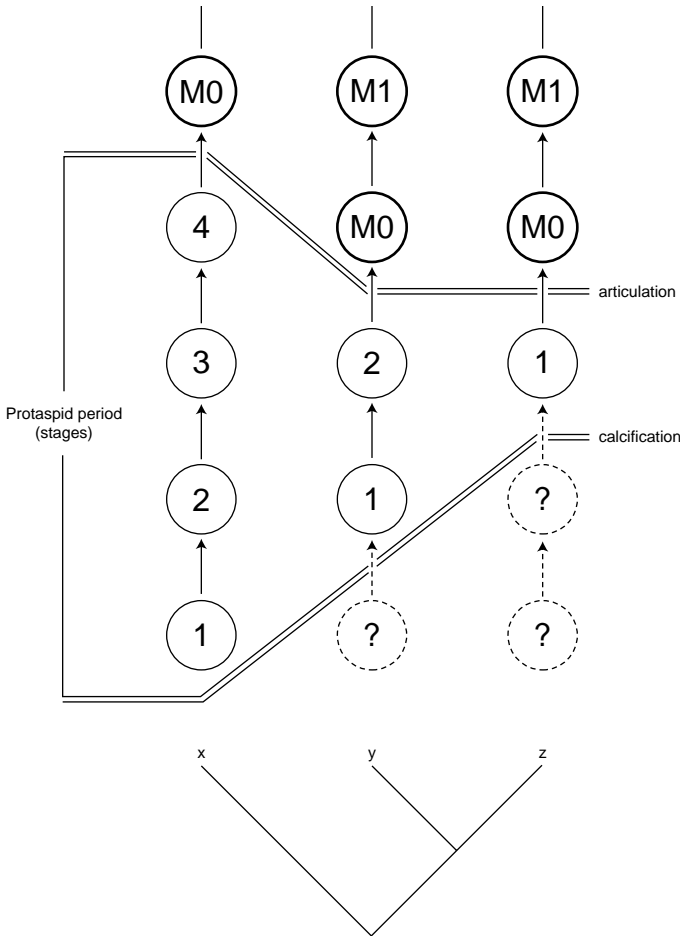 M0 M1 M1
4 M0 M0
articulation
3 2 1
Protaspid period
(stages)
calcification
2 1 ?
1 ? ?
x y z